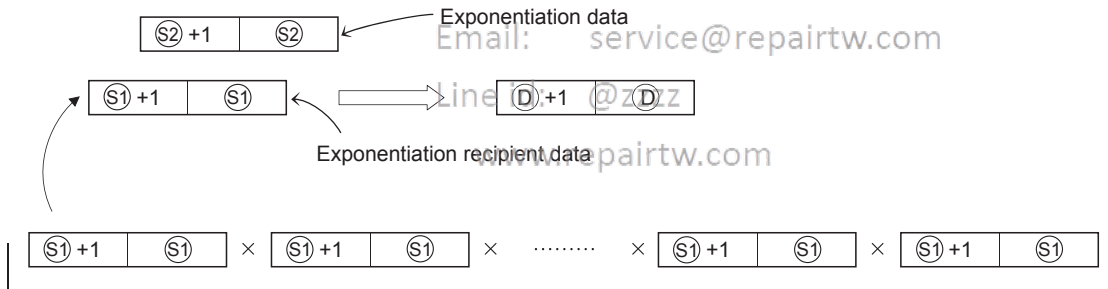 Exponentiation data
S2 +1 S2
Email: service@repairtw.com
S1 +1 S1 D +1 D
Line id: @zzzz
Exponentiation recipient data
www.repairtw.com
S1 +1 S1 × S1 +1 S1 × ⋯⋯⋯ × S1 +1 S1 × S1 +1 S1